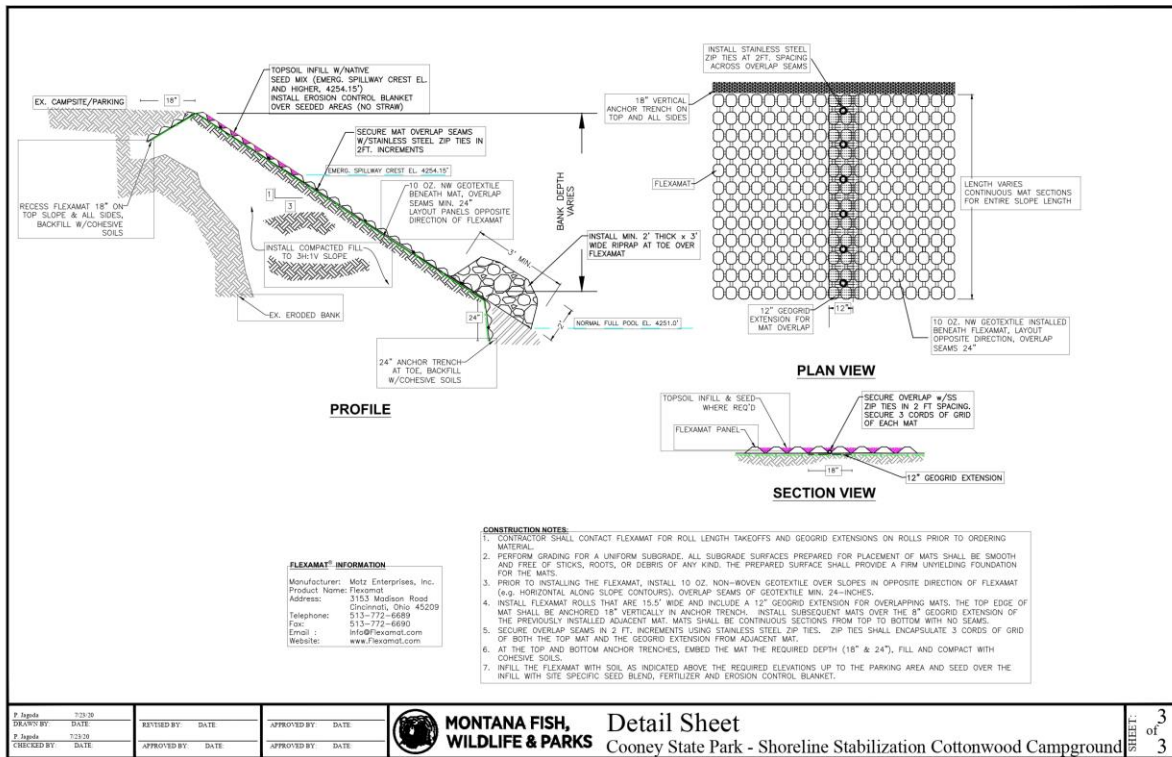 TOPSOIL INFILL W/NATIVE
SEED MIX (EMERG. SPILLWAY CREST EL.
AND HIGHER, 4254.15')
INSTALL EROSION CONTROL BLANKET
OVER SEEDED AREAS (NO STRAW)
18"
EX. CAMPSITE/PARKING
SECURE MAT OVERLAP SEAMS
W/STAINLESS STEEL ZIP TIES IN
2FT. INCREMENTS
EMERG. SPILLWAY CREST EL. 4254.15'
RECESS FLEXAMAT 18" ON
TOP SLOPE & ALL SIDES,
BACKFILL W/COHESIVE
SOILS
1
3
10 OZ. NW GEOTEXTILE
BENEATH MAT, OVERLAP
SEAMS MIN. 24"
LAYOUT PANELS OPPOSITE
DIRECTION OF FLEXAMAT
BANK DEPTH
VARIES
INSTALL COMPACTED FILL
TO 3H:1V SLOPE
INSTALL MIN. 2' THICK x 3'
WIDE RIPRAP AT TOE OVER
FLEXAMAT
3' MIN.
EX. ERODED BANK
24"
2'
NORMAL FULL POOL EL. 4251.0'
24" ANCHOR TRENCH
AT TOE, BACKFILL
W/COHESIVE SOILS
PROFILE
INSTALL STAINLESS STEEL
ZIP TIES AT 2FT. SPACING
ACROSS OVERLAP SEAMS
18" VERTICAL
ANCHOR TRENCH ON
TOP AND ALL SIDES
FLEXAMAT
LENGTH VARIES
CONTINUOUS MAT SECTIONS
FOR ENTIRE SLOPE LENGTH
12" GEOGRID
EXTENSION FOR
MAT OVERLAP
12"
10 OZ. NW GEOTEXTILE INSTALLED
BENEATH FLEXAMAT, LAYOUT
OPPOSITE DIRECTION, OVERLAP
SEAMS 24"
PLAN VIEW
TOPSOIL INFILL & SEED
WHERE REQ'D
FLEXAMAT PANEL
SECURE OVERLAP w/SS
ZIP TIES IN 2 FT SPACING.
SECURE 3 CORDS OF GRID
OF EACH MAT
18"
12" GEOGRID EXTENSION
SECTION VIEW
FLEXAMAT® INFORMATION
Manufacturer: Motz Enterprises, Inc.
Product Name: Flexamat
Address: 3153 Madison Road
Cincinnati, Ohio 45209
Telephone: 513-772-6689
Fax: 513-772-6690
Email : Info@Flexamat.com
Website: www.Flexamat.com
CONSTRUCTION NOTES:
1. CONTRACTOR SHALL CONTACT FLEXAMAT FOR ROLL LENGTH TAKEOFFS AND GEOGRID EXTENSIONS ON ROLLS PRIOR TO ORDERING
MATERIAL.
2. PERFORM GRADING FOR A UNIFORM SUBGRADE. ALL SUBGRADE SURFACES PREPARED FOR PLACEMENT OF MATS SHALL BE SMOOTH
AND FREE OF STICKS, ROOTS, OR DEBRIS OF ANY KIND. THE PREPARED SURFACE SHALL PROVIDE A FIRM UNYIELDING FOUNDATION
FOR THE MATS.
3. PRIOR TO INSTALLING THE FLEXAMAT, INSTALL 10 OZ. NON-WOVEN GEOTEXTILE OVER SLOPES IN OPPOSITE DIRECTION OF FLEXAMAT
(e.g. HORIZONTAL ALONG SLOPE CONTOURS). OVERLAP SEAMS OF GEOTEXTILE MIN. 24-INCHES.
4. INSTALL FLEXAMAT ROLLS THAT ARE 15.5' WIDE AND INCLUDE A 12" GEOGRID EXTENSION FOR OVERLAPPING MATS. THE TOP EDGE OF
MAT SHALL BE ANCHORED 18" VERTICALLY IN ANCHOR TRENCH. INSTALL SUBSEQUENT MATS OVER THE 8" GEOGRID EXTENSION OF
THE PREVIOUSLY INSTALLED ADJACENT MAT. MATS SHALL BE CONTINUOUS SECTIONS FROM TOP TO BOTTOM WITH NO SEAMS.
5. SECURE OVERLAP SEAMS IN 2 FT. INCREMENTS USING STAINLESS STEEL ZIP TIES. ZIP TIES SHALL ENCAPSULATE 3 CORDS OF GRID
OF BOTH THE TOP MAT AND THE GEOGRID EXTENSION FROM ADJACENT MAT.
6. AT THE TOP AND BOTTOM ANCHOR TRENCHES, EMBED THE MAT THE REQUIRED DEPTH (18" & 24"), FILL AND COMPACT WITH
COHESIVE SOILS.
7. INFILL THE FLEXAMAT WITH SOIL AS INDICATED ABOVE THE REQUIRED ELEVATIONS UP TO THE PARKING AREA AND SEED OVER THE
INFILL WITH SITE SPECIFIC SEED BLEND, FERTILIZER AND EROSION CONTROL BLANKET.
P. Jagoda 7/23/20
DRAWN BY: DATE:
P. Jagoda 7/23/20
CHECKED BY: DATE:
REVISED BY: DATE:
APPROVED BY: DATE:
APPROVED BY: DATE:
APPROVED BY: DATE:
MONTANA FISH,
WILDLIFE & PARKS
Detail Sheet
Cooney State Park - Shoreline Stabilization Cottonwood Campground
SHEET:
3
of
3